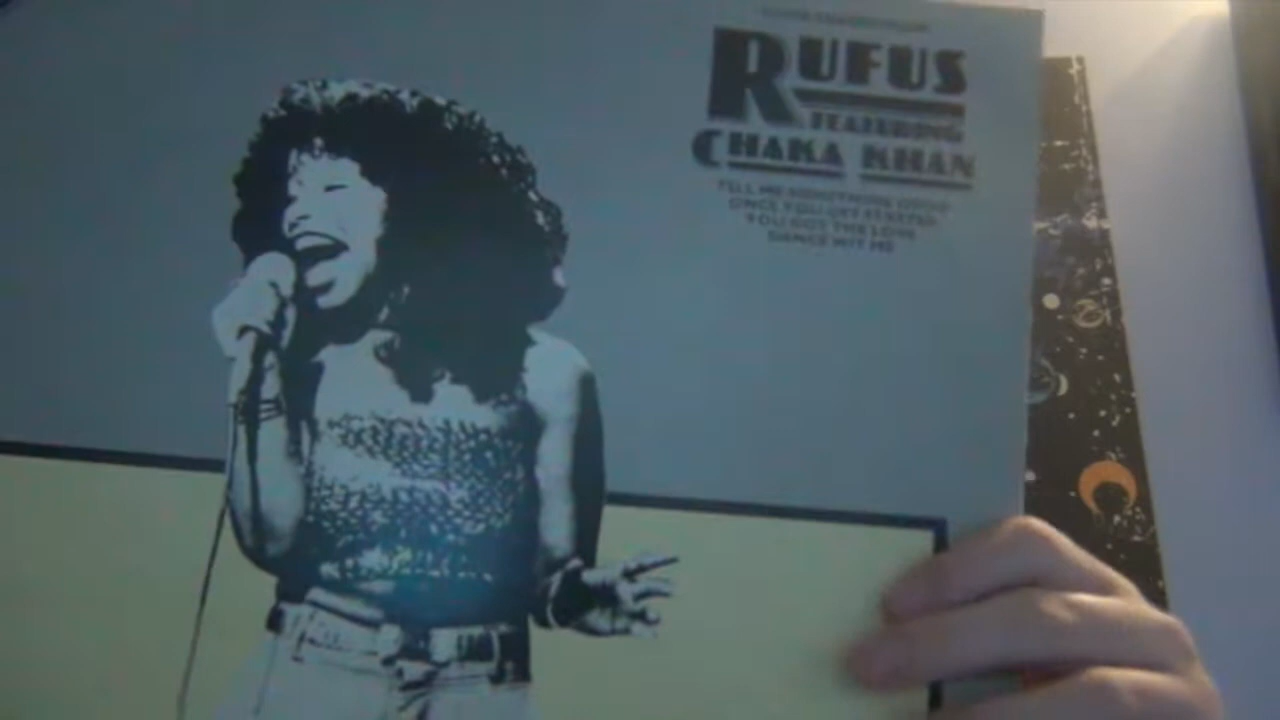 RUFUS
FEATURING
CHAKA KHAN
TELL ME SOMETHING GOOD
ONCE YOU GET STARTED
YOU GOT THE LOVE
DANCE WIT ME